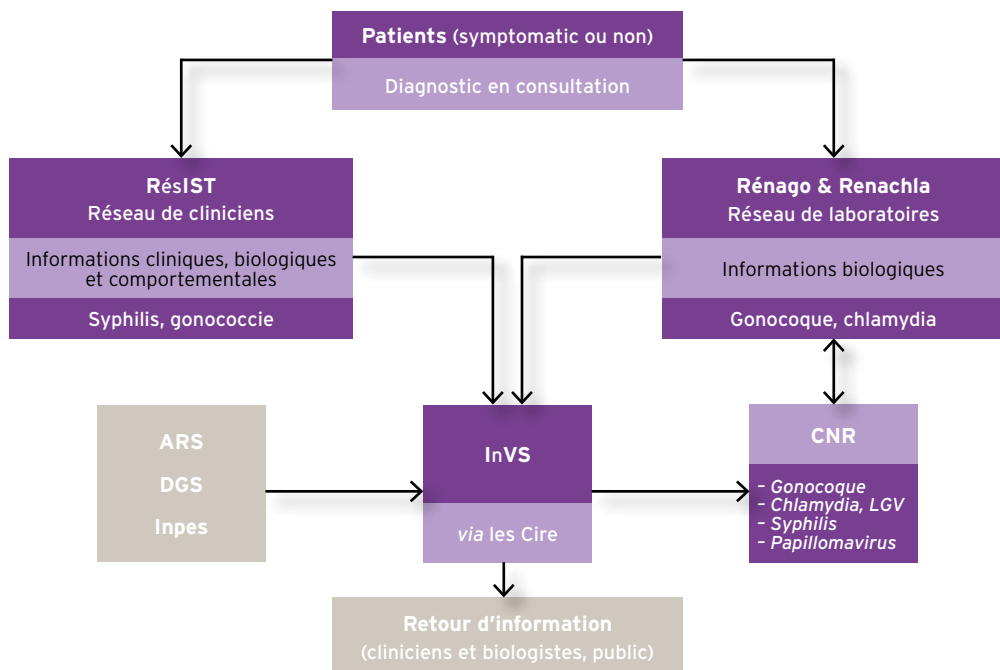 Patients (symptomatic ou non)
Diagnostic en consultation
RésIST
Réseau de cliniciens
Informations cliniques, biologiques
et comportementales
Syphilis, gonococcie
Rénago & Renachla
Réseau de laboratoires
Informations biologiques
Gonocoque, chlamydia
ARS
DGS
Inpes
InVS
via les Cire
CNR
– Gonocoque
– Chlamydia, LGV
– Syphilis
– Papillomavirus
Retour d’information
(cliniciens et biologistes, public)